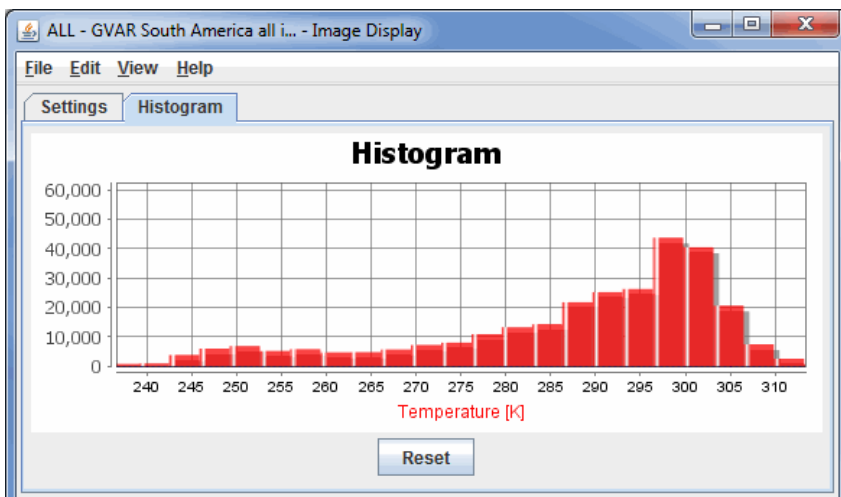 ALL - GVAR South America all i... - Image Display
File Edit View Help
Settings Histogram
Histogram
60,000
50,000
40,000
30,000
20,000
10,000
0
240 245 250 255 260 265 270 275 280 285 290 295 300 305 310
Temperature [K]
Reset